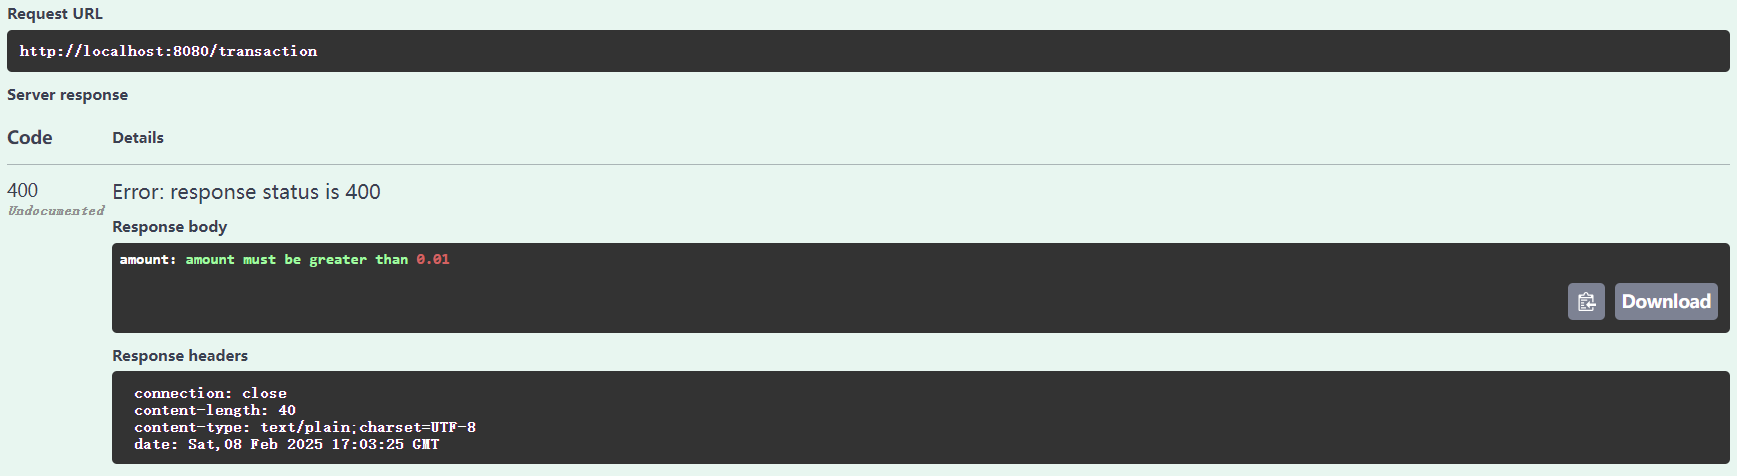 Request URL
http://localhost:8080/transaction
Server response
Code Details
400 Error: response status is 400
Undocumented
Response body
amount: amount must be greater than 0.01
Download
Response headers
connection: close
content-length: 40
content-type: text/plain;charset=UTF-8
date: Sat,08 Feb 2025 17:03:25 GMT